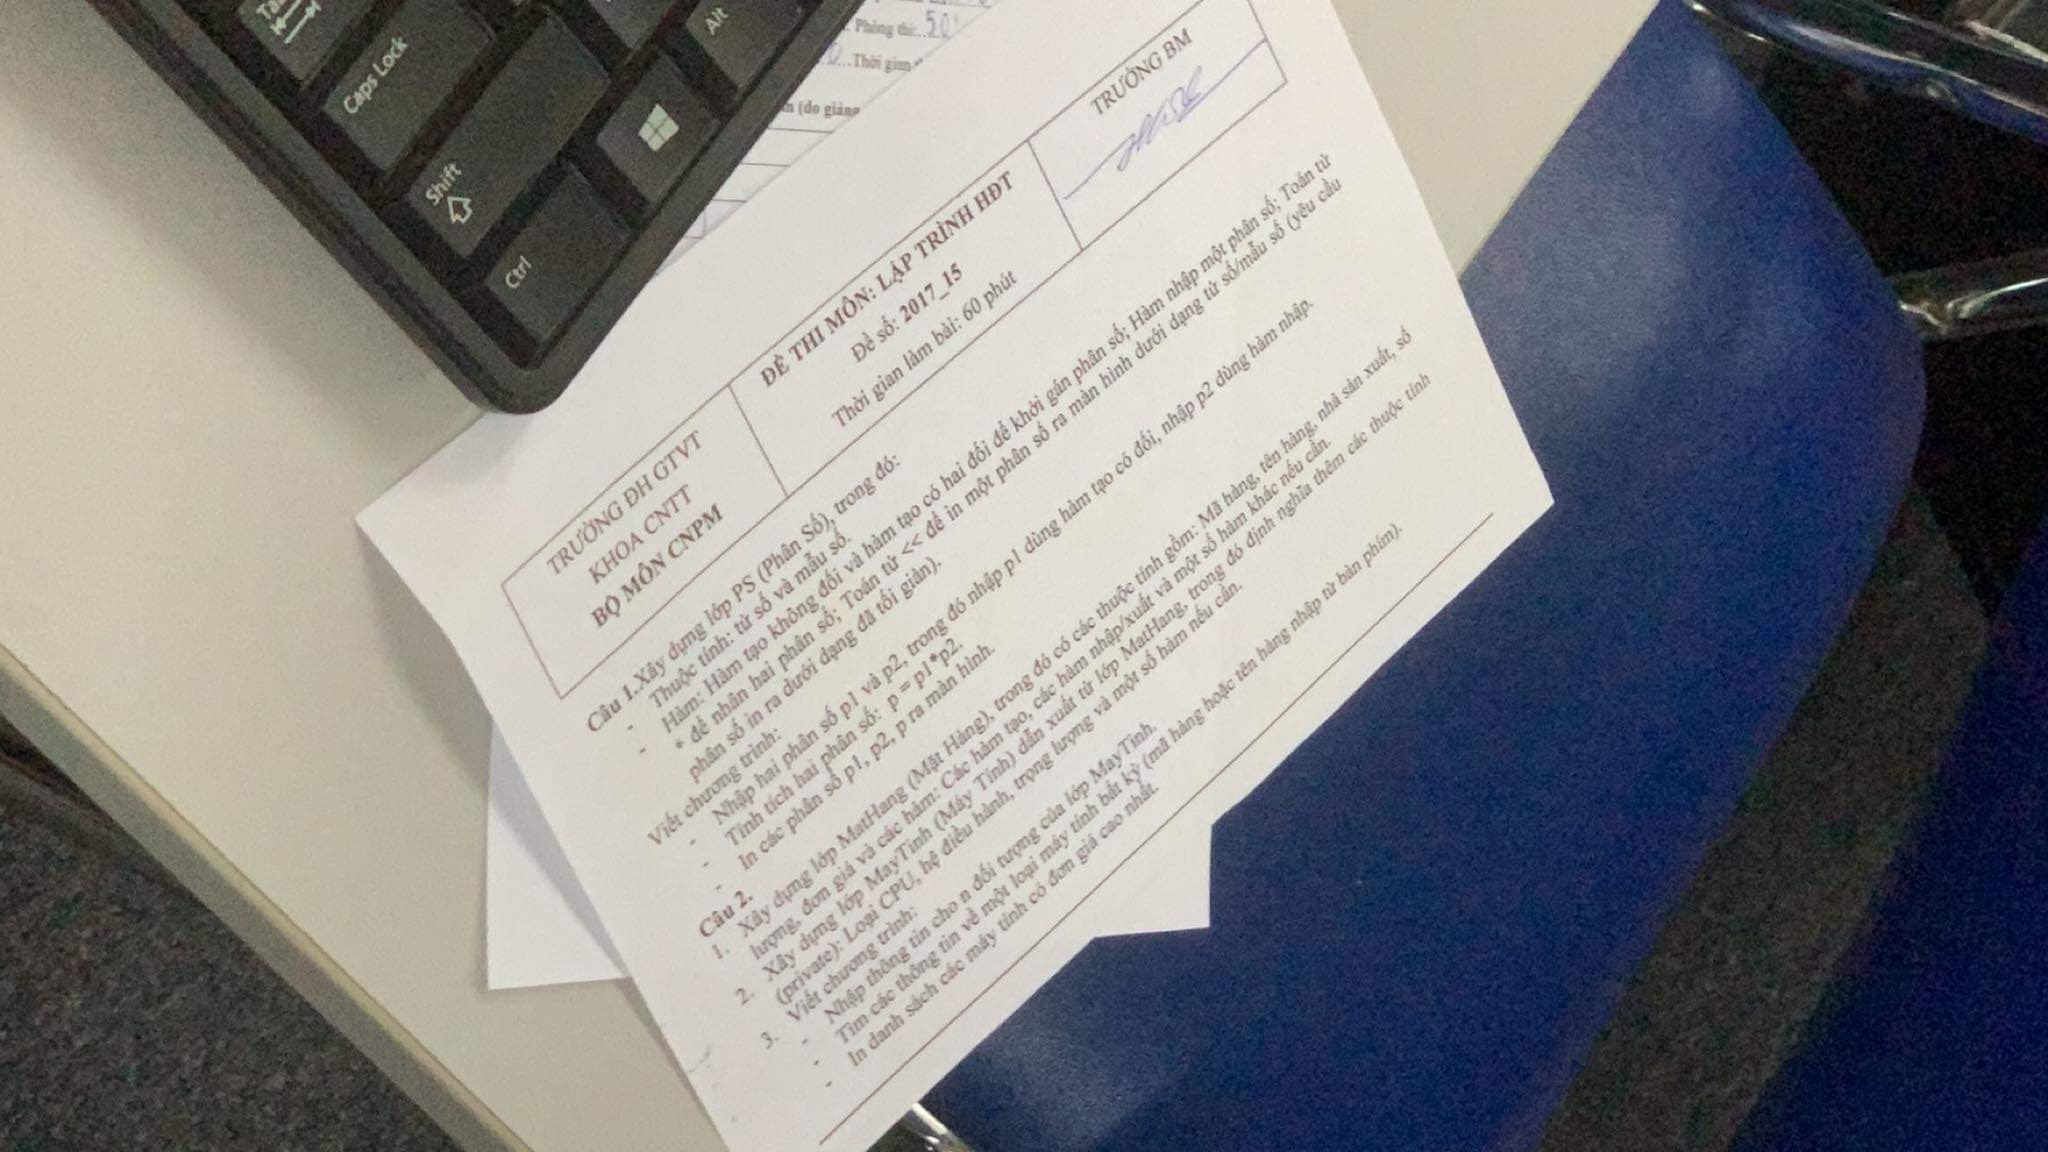 Tab
Caps Lock
Shift
Ctrl
Alt
Phòng thi:
Thời gian
(do giảng
TRƯỜNG ĐH GTVT
KHOA CNTT
BỘ MÔN CNPM
ĐỀ THI MÔN: LẬP TRÌNH HĐT
Đề số: 2017_15
Thời gian làm bài: 60 phút
TRƯỞNG BM
Câu 1. Xây dựng lớp PS (Phân Số), trong đó:
- Thuộc tính: tử số và mẫu số.
- Hàm: Hàm tạo không đối và hàm tạo có hai đối để khởi gán phân số; Hàm nhập một phân số; Toán tử
* để nhân hai phân số; Toán tử << để in một phân số ra màn hình dưới dạng tử số/mẫu số (yêu cầu
phân số in ra dưới dạng đã tối giản).
Viết chương trình:
- Nhập hai phân số p1 và p2, trong đó nhập p1 dùng hàm tạo có đối, nhập p2 dùng hàm nhập.
- Tính tích hai phân số: p = p1*p2.
- In các phân số p1, p2, p ra màn hình.
Câu 2.
1. Xây dựng lớp MatHang (Mặt Hàng), trong đó có các thuộc tính gồm: Mã hàng, tên hàng, nhà sản xuất, số
lượng, đơn giá và các hàm: Các hàm tạo, các hàm nhập/xuất và một số hàm khác nếu cần.
2. Xây dựng lớp MayTinh (Máy Tính) dẫn xuất từ lớp MatHang, trong đó định nghĩa thêm các thuộc tính
(private): Loại CPU, hệ điều hành, trọng lượng và một số hàm nếu cần.
3. Viết chương trình:
- Nhập thông tin cho n đối tượng của lớp MayTinh.
- Tìm các thông tin về một loại máy tính bất kỳ (mã hàng hoặc tên hàng nhập từ bàn phím).
- In danh sách các máy tính có đơn giá cao nhất.